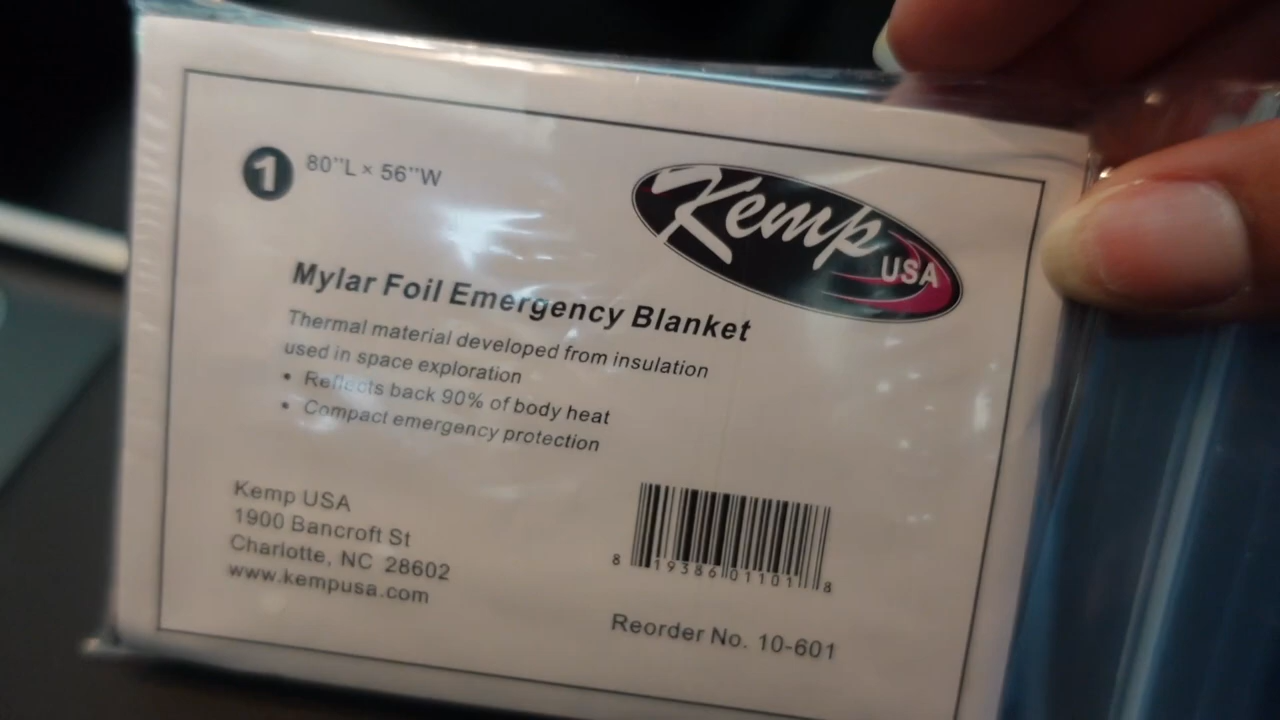 1 80"L × 56"W
Kemp USA
Mylar Foil Emergency Blanket
Thermal material developed from insulation
used in space exploration
• Reflects back 90% of body heat
• Compact emergency protection
Kemp USA
1900 Bancroft St
Charlotte, NC 28602
www.kempusa.com
8 19386 01101 8
Reorder No. 10-601